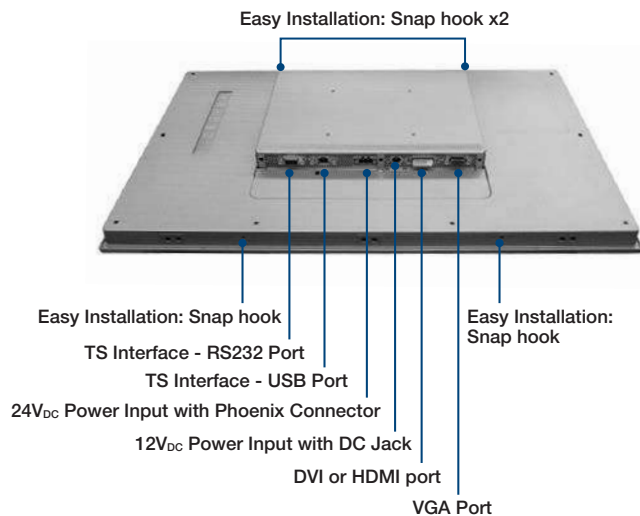 Easy Installation: Snap hook x2
Easy Installation: Snap hook
Easy Installation:
Snap hook
TS Interface - RS232 Port
TS Interface - USB Port
24VDC Power Input with Phoenix Connector
12VDC Power Input with DC Jack
DVI or HDMI port
VGA Port